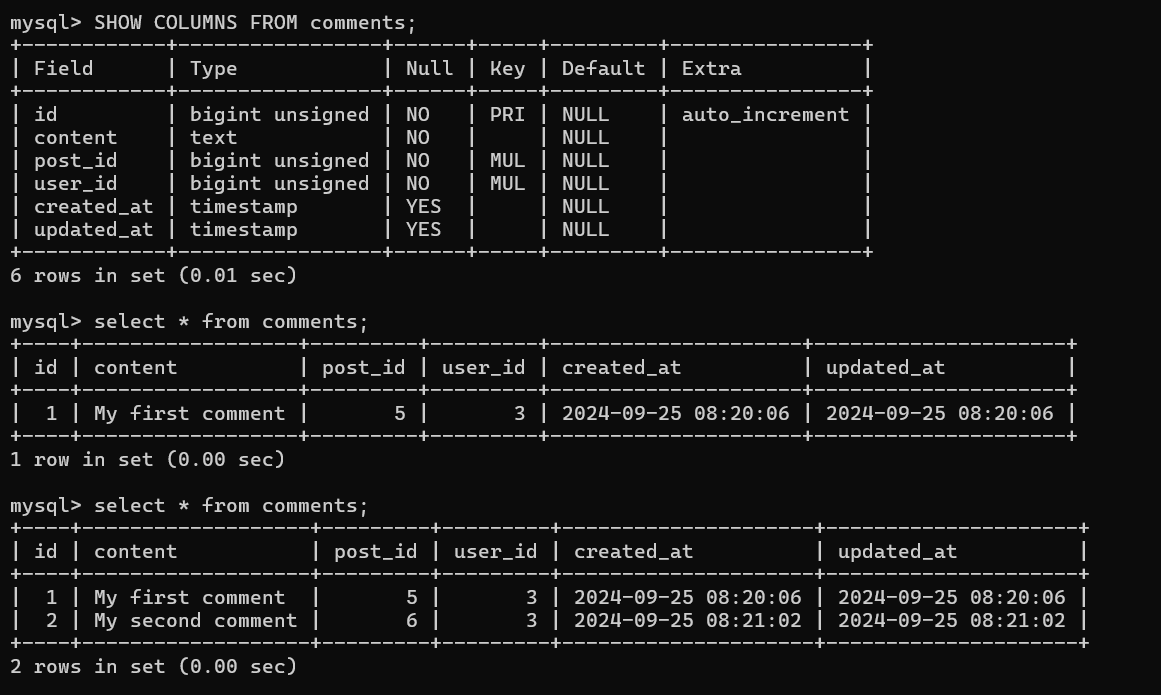 mysql> SHOW COLUMNS FROM comments;
+------------+-----------------+------+-----+---------+----------------+
| Field      | Type            | Null | Key | Default | Extra          |
+------------+-----------------+------+-----+---------+----------------+
| id         | bigint unsigned | NO   | PRI | NULL    | auto_increment |
| content    | text            | NO   |     | NULL    |                |
| post_id    | bigint unsigned | NO   | MUL | NULL    |                |
| user_id    | bigint unsigned | NO   | MUL | NULL    |                |
| created_at | timestamp       | YES  |     | NULL    |                |
| updated_at | timestamp       | YES  |     | NULL    |                |
+------------+-----------------+------+-----+---------+----------------+
6 rows in set (0.01 sec)

mysql> select * from comments;
+----+------------------+---------+---------+---------------------+---------------------+
| id | content          | post_id | user_id | created_at          | updated_at          |
+----+------------------+---------+---------+---------------------+---------------------+
|  1 | My first comment |       5 |       3 | 2024-09-25 08:20:06 | 2024-09-25 08:20:06 |
+----+------------------+---------+---------+---------------------+---------------------+
1 row in set (0.00 sec)

mysql> select * from comments;
+----+-------------------+---------+---------+---------------------+---------------------+
| id | content           | post_id | user_id | created_at          | updated_at          |
+----+-------------------+---------+---------+---------------------+---------------------+
|  1 | My first comment  |       5 |       3 | 2024-09-25 08:20:06 | 2024-09-25 08:20:06 |
|  2 | My second comment |       6 |       3 | 2024-09-25 08:21:02 | 2024-09-25 08:21:02 |
+----+-------------------+---------+---------+---------------------+---------------------+
2 rows in set (0.00 sec)